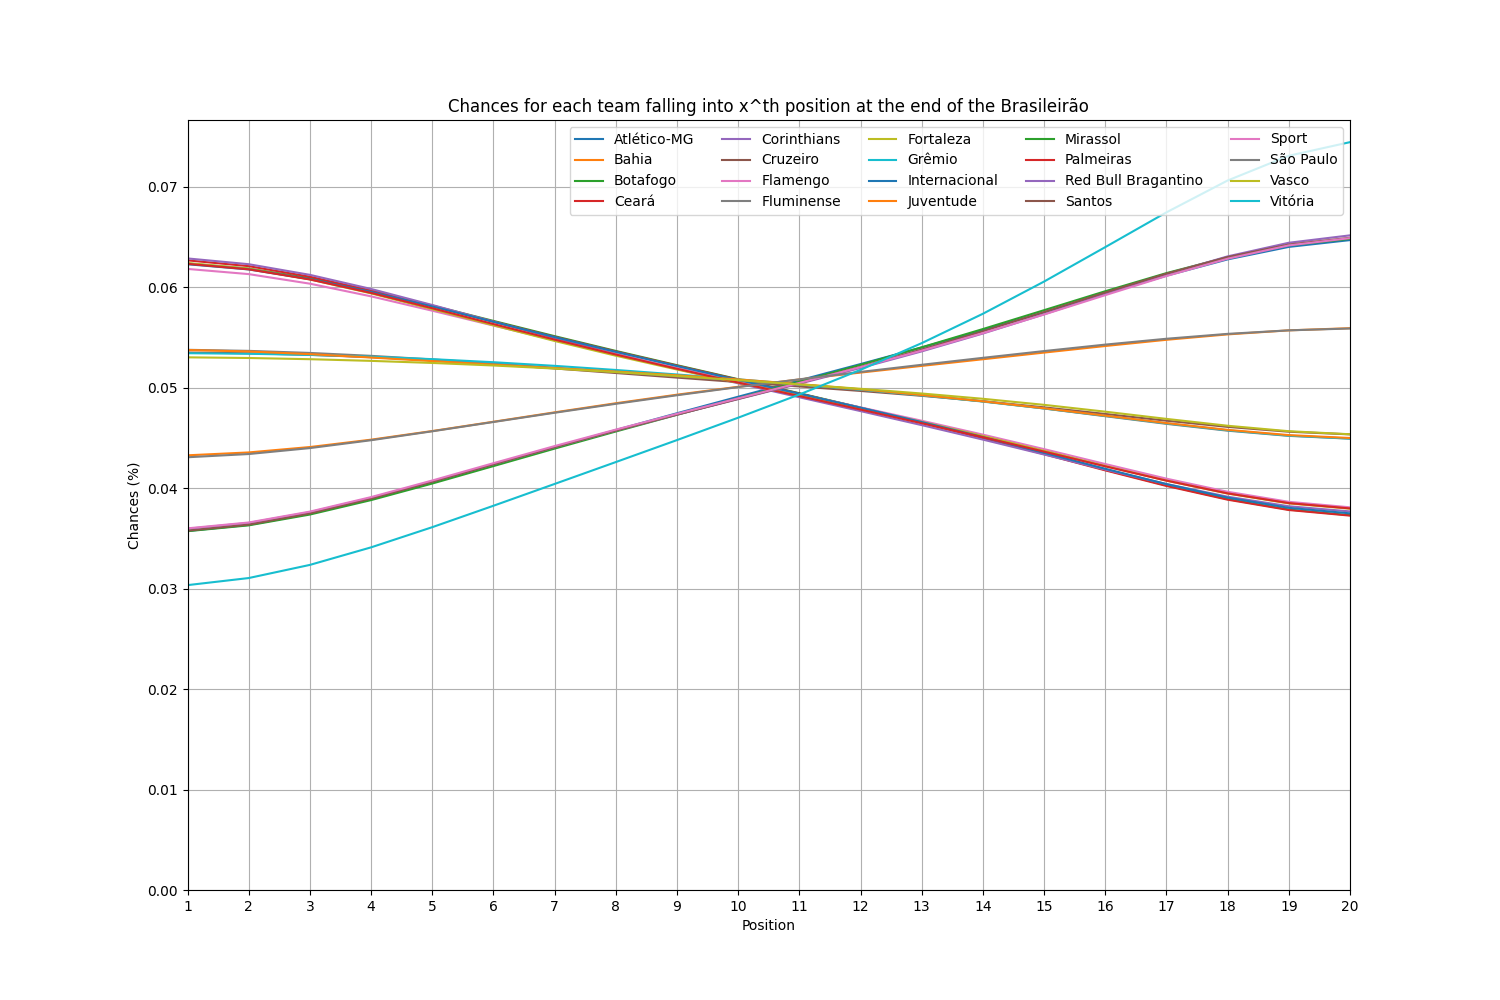 Chances for each team falling into x^th position at the end of the Brasileirão
Atlético-MG Corinthians Fortaleza Mirassol Sport
Bahia Cruzeiro Grêmio Palmeiras São Paulo
Botafogo Flamengo Internacional Red Bull Bragantino Vasco
Ceará Fluminense Juventude Santos Vitória
0.07
0.06
0.05
0.04
0.03
0.02
0.01
0.00
Chances (%)
1 2 3 4 5 6 7 8 9 10 11 12 13 14 15 16 17 18 19 20
Position